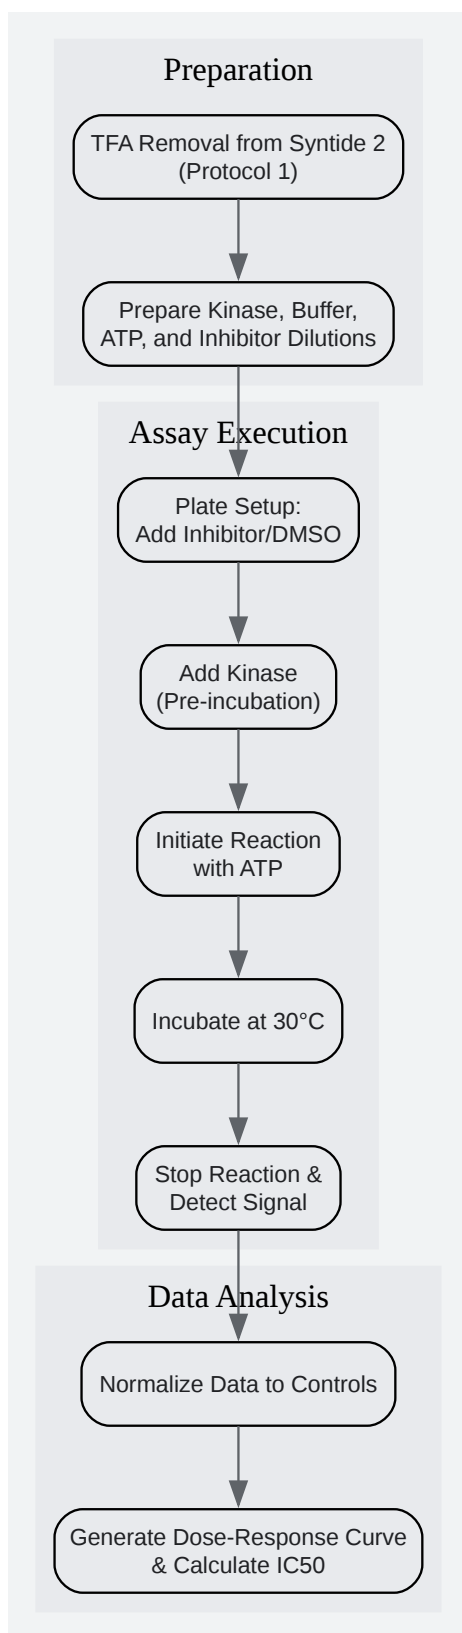 Preparation
TFA Removal from Syntide 2
(Protocol 1)
Prepare Kinase, Buffer,
ATP, and Inhibitor Dilutions
Assay Execution
Plate Setup:
Add Inhibitor/DMSO
Add Kinase
(Pre-incubation)
Initiate Reaction
with ATP
Incubate at 30°C
Stop Reaction &
Detect Signal
Data Analysis
Normalize Data to Controls
Generate Dose-Response Curve
& Calculate IC50